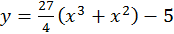 y = 27/4 (x³ + x²) − 5